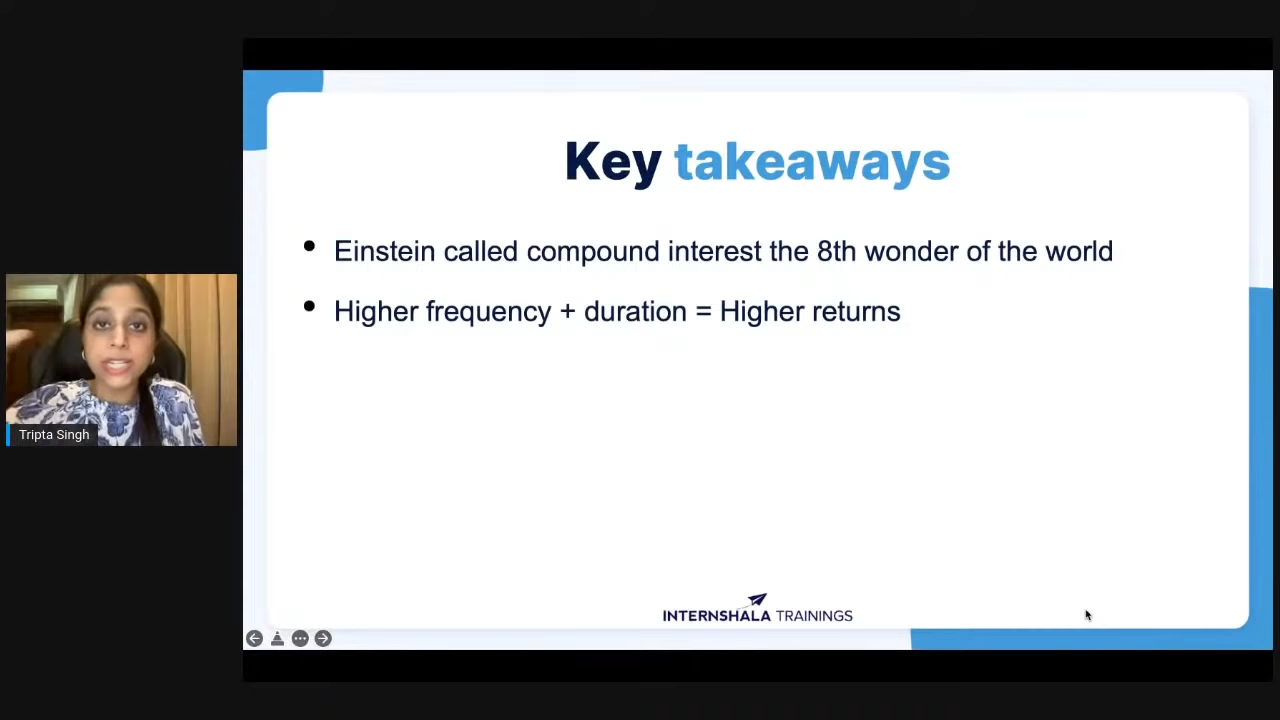 Key takeaways
Einstein called compound interest the 8th wonder of the world
Higher frequency + duration = Higher returns
Tripta Singh
INTERNSHALA TRAININGS